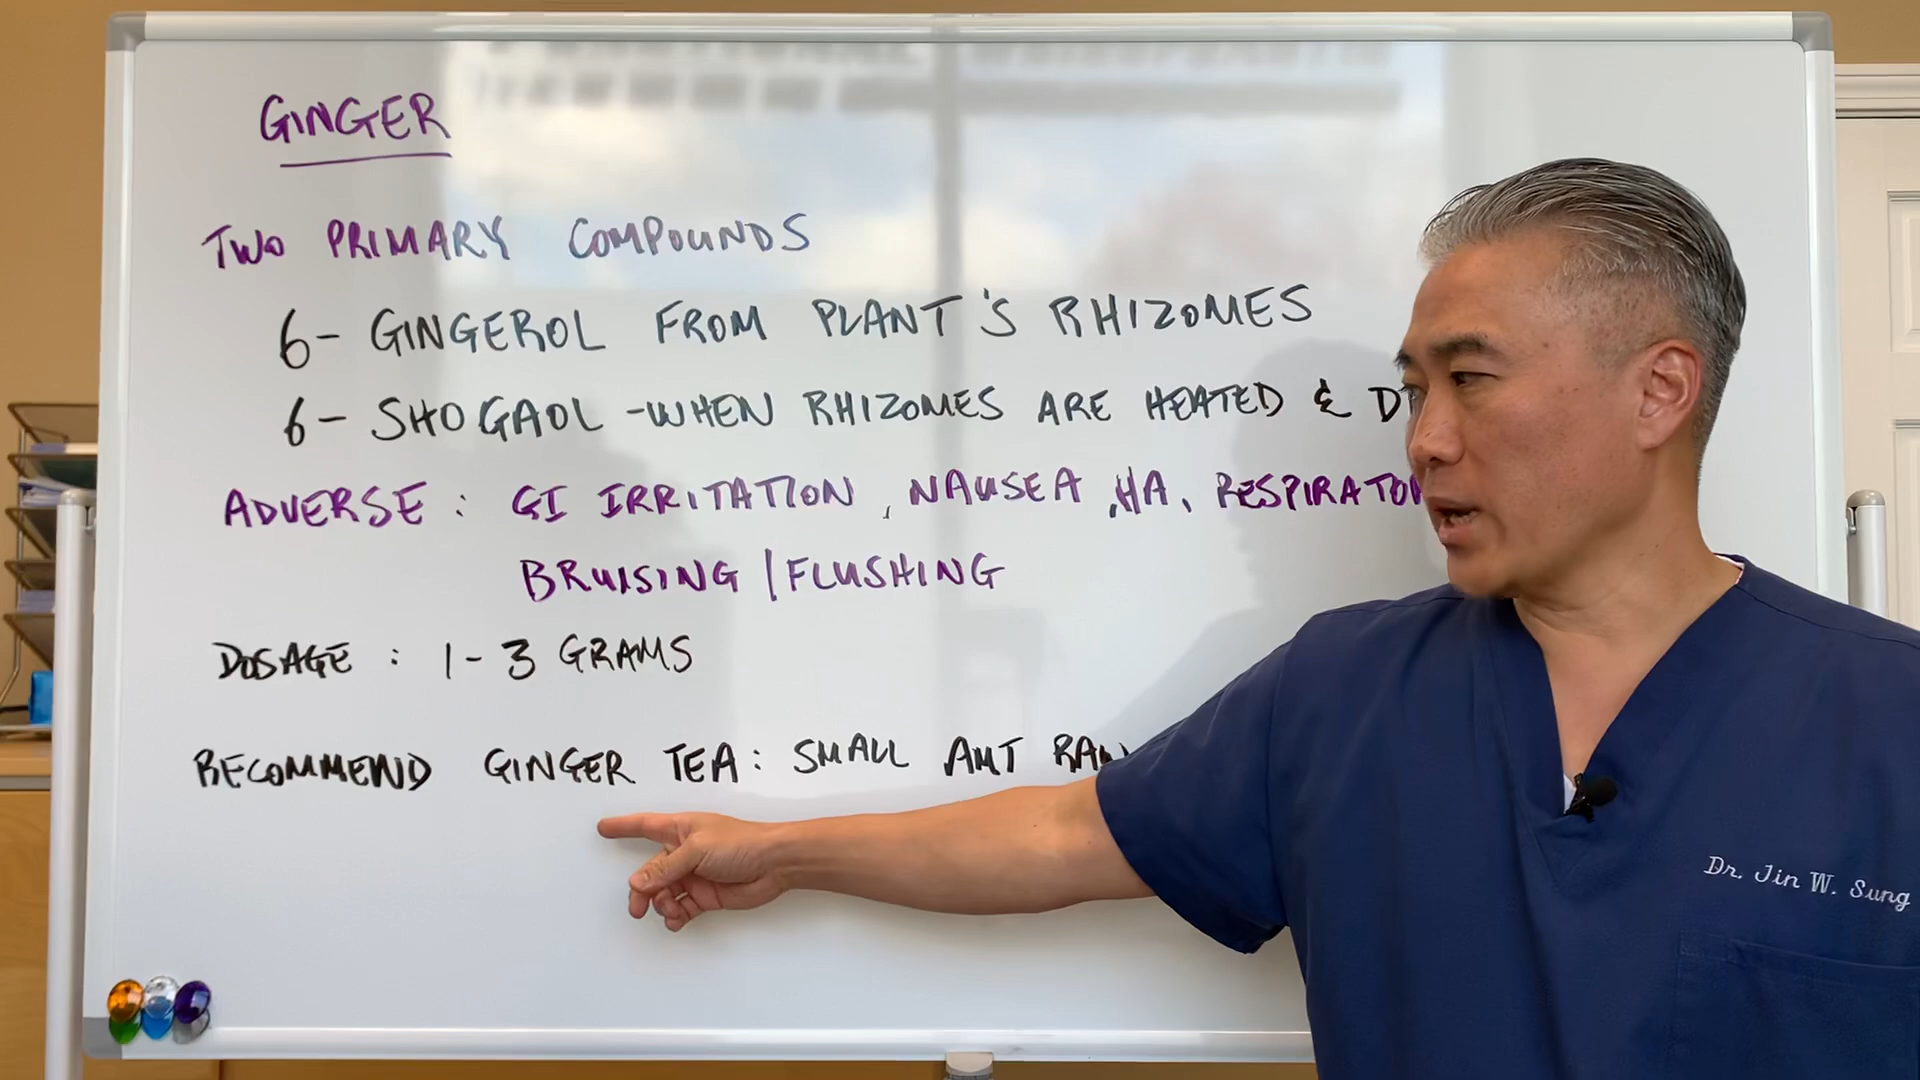 GINGER
TWO PRIMARY COMPOUNDS
6- GINGEROL FROM PLANT'S RHIZOMES
6- SHOGAOL -WHEN RHIZOMES ARE HEATED &
ADVERSE : GI IRRITATION, NAUSEA, HA,
BRUISING / FLUSHING
DOSAGE : 1-3 GRAMS
RECOMMEND GINGER TEA: SMALL AMT
Dr. Jin W. Sung